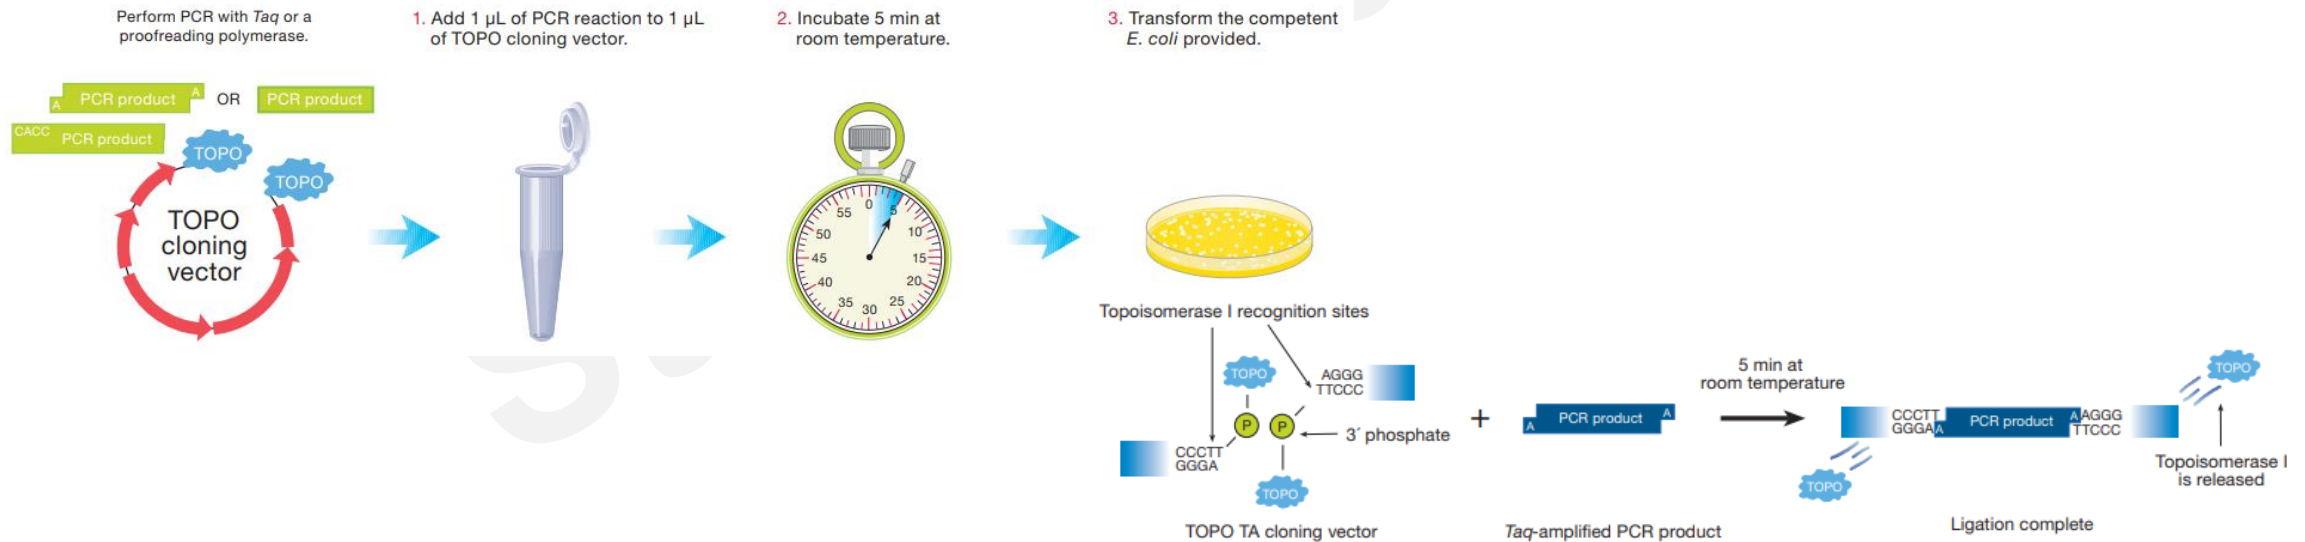 Perform PCR with Taq or a
proofreading polymerase.
A PCR product A OR PCR product
CACC PCR product
TOPO
TOPO
TOPO
cloning
vector
1. Add 1 µL of PCR reaction to 1 µL
of TOPO cloning vector.
2. Incubate 5 min at
room temperature.
0
5
10
15
20
25
30
35
40
45
50
55
3. Transform the competent
E. coli provided.
Topoisomerase I recognition sites
TOPO
AGGG
TTCCC
P P
3´ phosphate
CCCTT
GGGA
TOPO
TOPO TA cloning vector
+
A PCR product A
Taq-amplified PCR product
5 min at
room temperature
TOPO
CCCTT PCR product A AGGG
GGGA A TTCCC
TOPO
Topoisomerase I
is released
Ligation complete